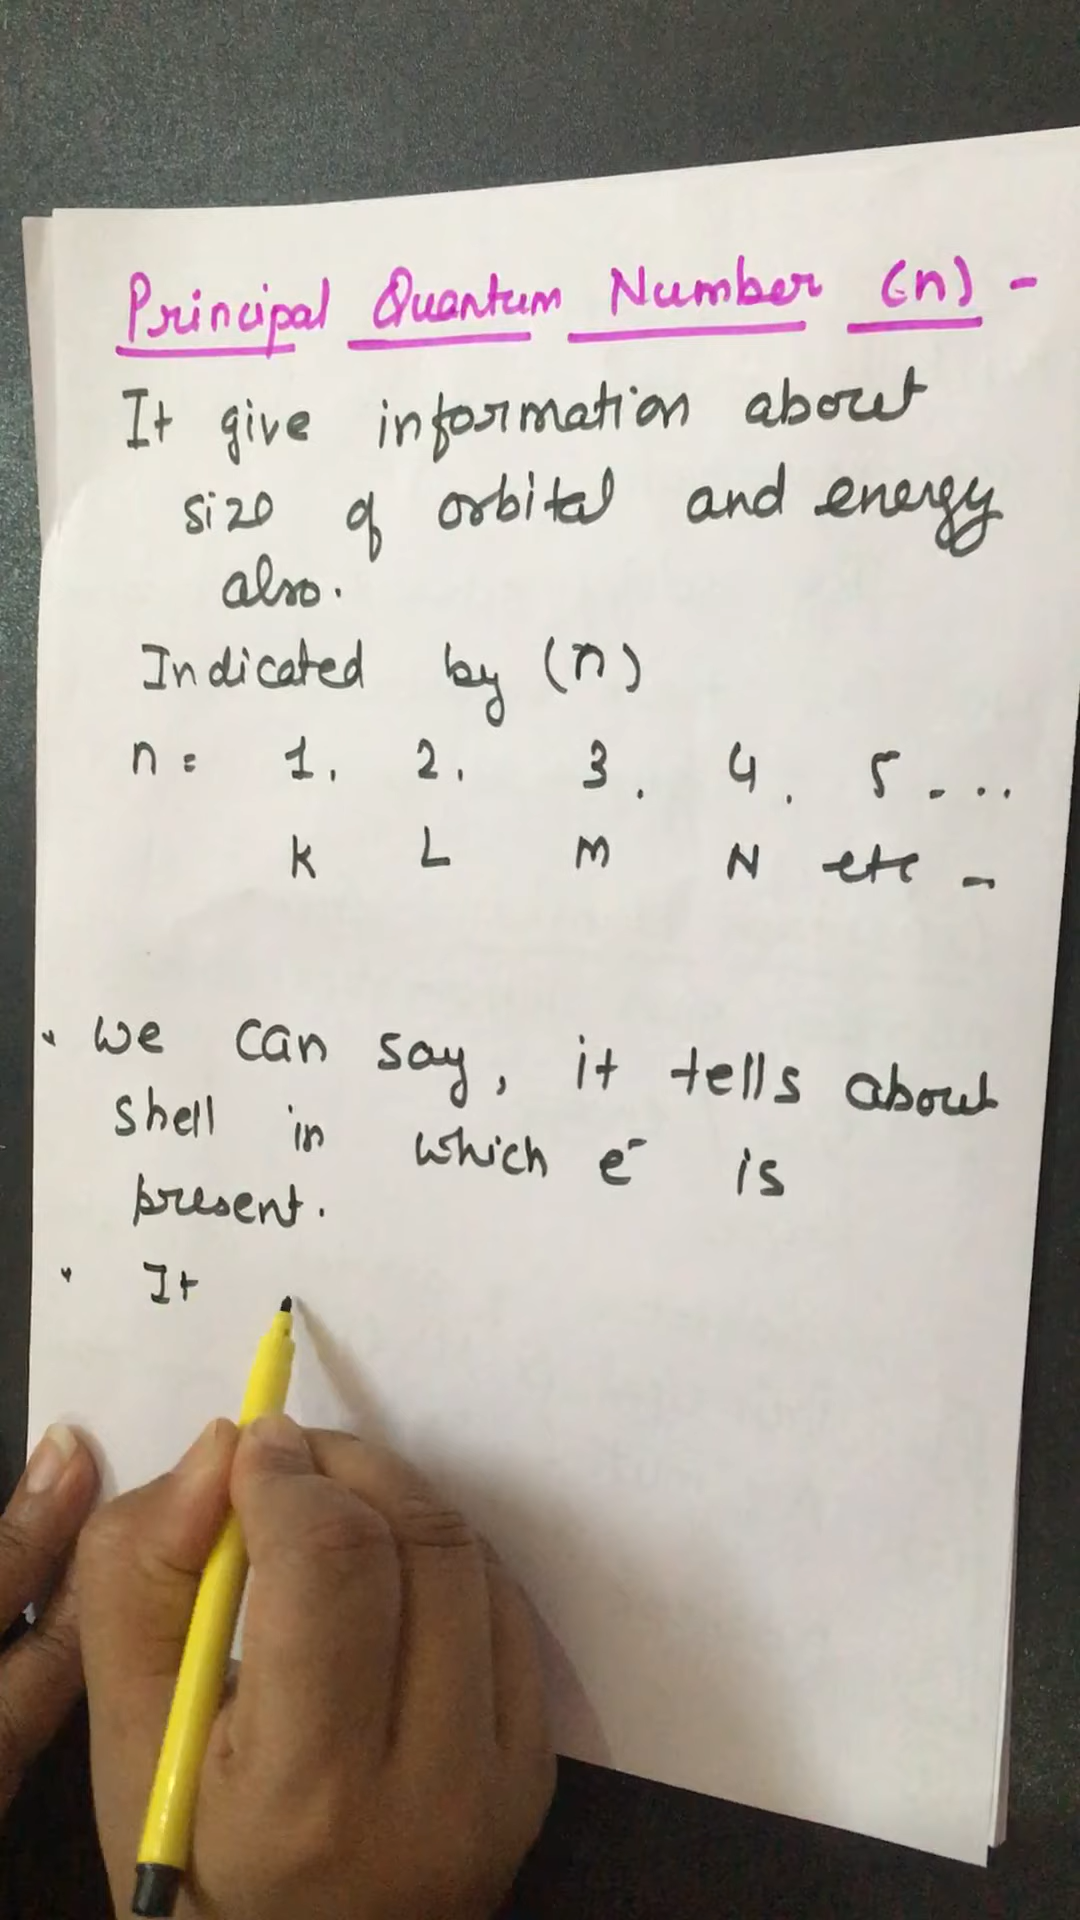 Principal Quantum Number (n) -
It give information about
size of orbital and energy
also.
Indicated by (n)
n = 1, 2, 3, 4, 5 ....
K L M N etc -
• We can say, it tells about
shell in which e⁻ is
present.
• It